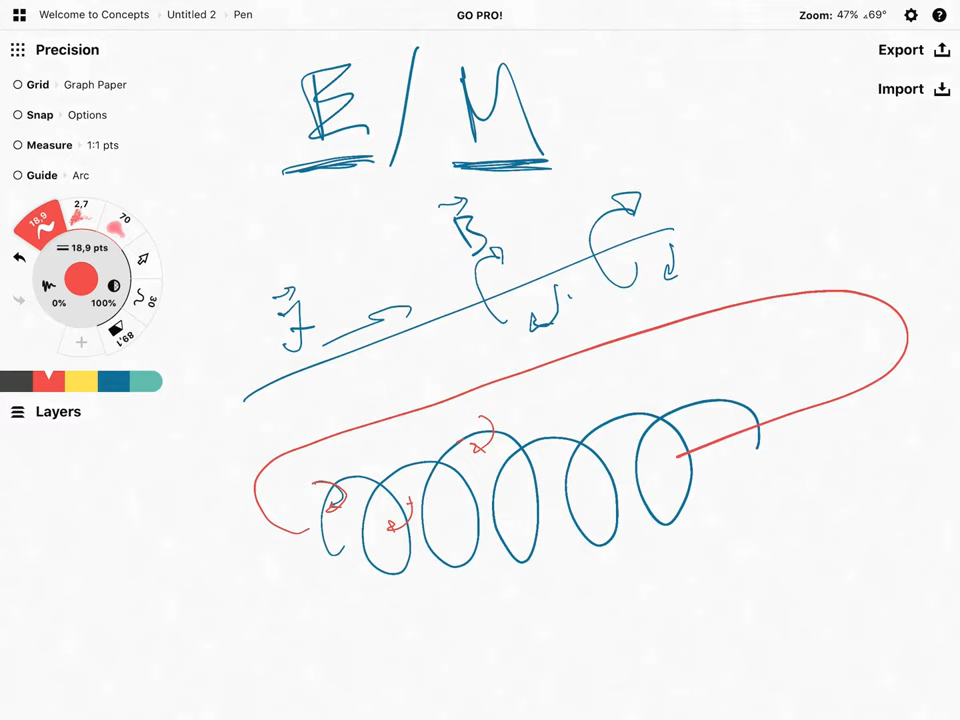 Welcome to Concepts › Untitled 2 › Pen
GO PRO!
Zoom: 47% ⊿69°
Precision
Export
Import
Grid › Graph Paper
Snap › Options
Measure › 1:1 pts
Guide › Arc
18,9
2,7
70
18,9 pts
0%
100%
30
89,1
Layers
E/M
B